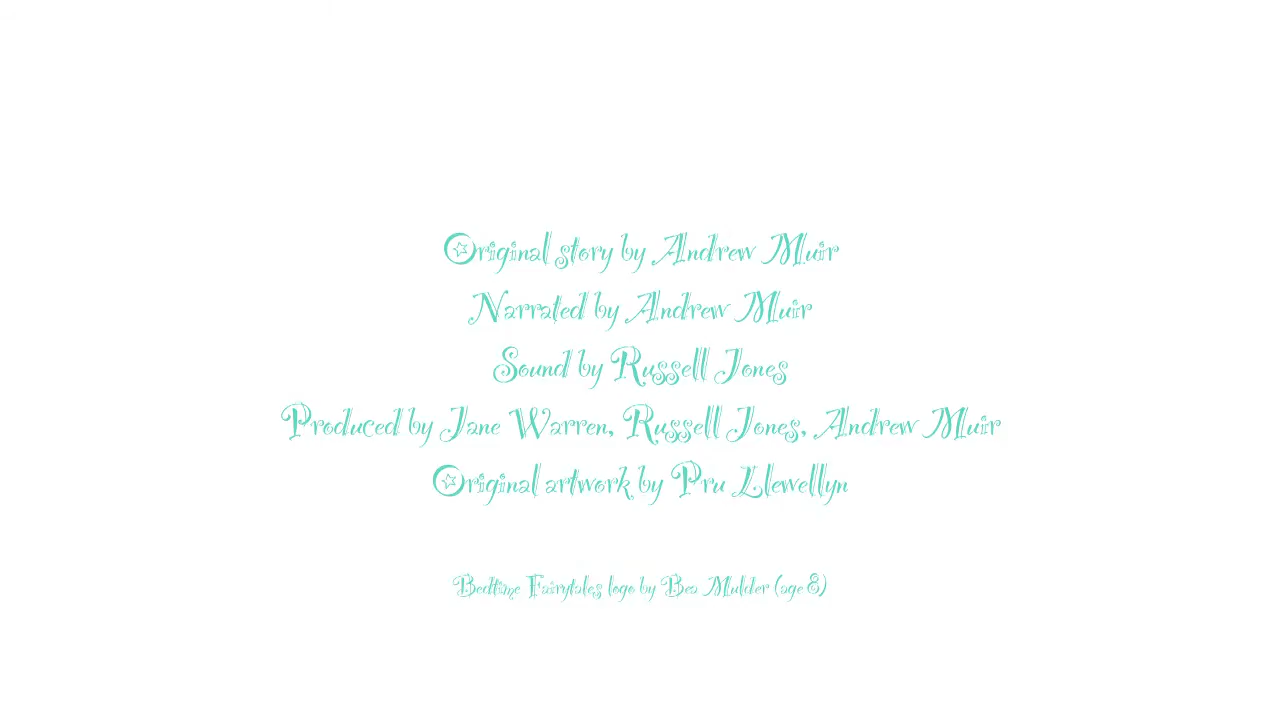 Original story by Andrew Muir
Narrated by Andrew Muir
Sound by Russell Jones
Produced by Jane Warren, Russell Jones, Andrew Muir
Original artwork by Pru Llewellyn
Bedtime Fairytales logo by Bea Mulder (age 8)